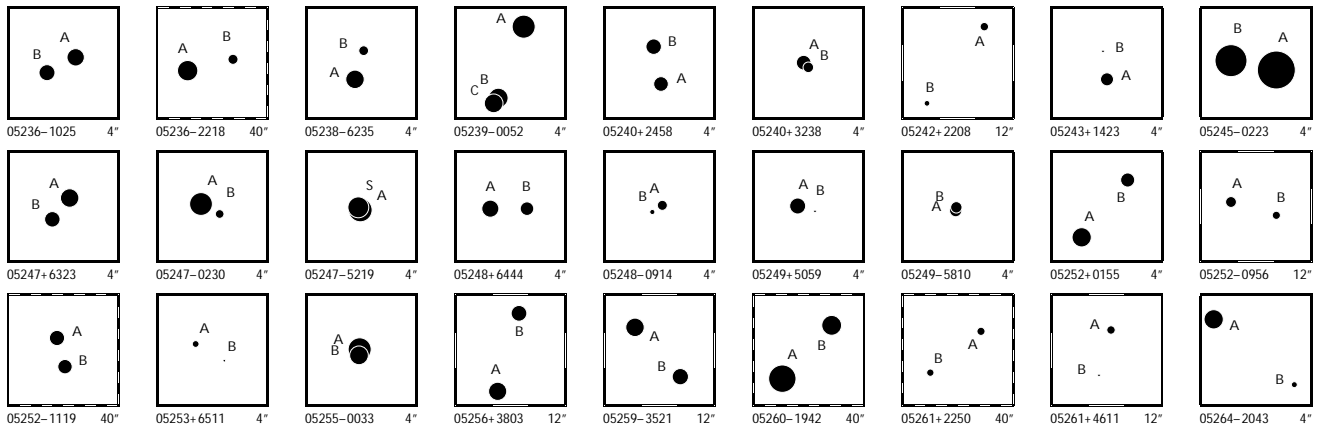 A B A B A B A B C A B A B A B A B A B
05236−1025 4″ 05236−2218 40″ 05238−6235 4″ 05239−0052 4″ 05240+2458 4″ 05240+3238 4″ 05242+2208 12″ 05243+1423 4″ 05245−0223 4″
A B A B S A A B A B A B B A A B A B
05247+6323 4″ 05247−0230 4″ 05247−5219 4″ 05248+6444 4″ 05248−0914 4″ 05249+5059 4″ 05249−5810 4″ 05252+0155 4″ 05252−0956 12″
A B A B A B B A A B A B A B A B A B
05252−1119 40″ 05253+6511 4″ 05255−0033 4″ 05256+3803 12″ 05259−3521 12″ 05260−1942 40″ 05261+2250 40″ 05261+4611 12″ 05264−2043 4″